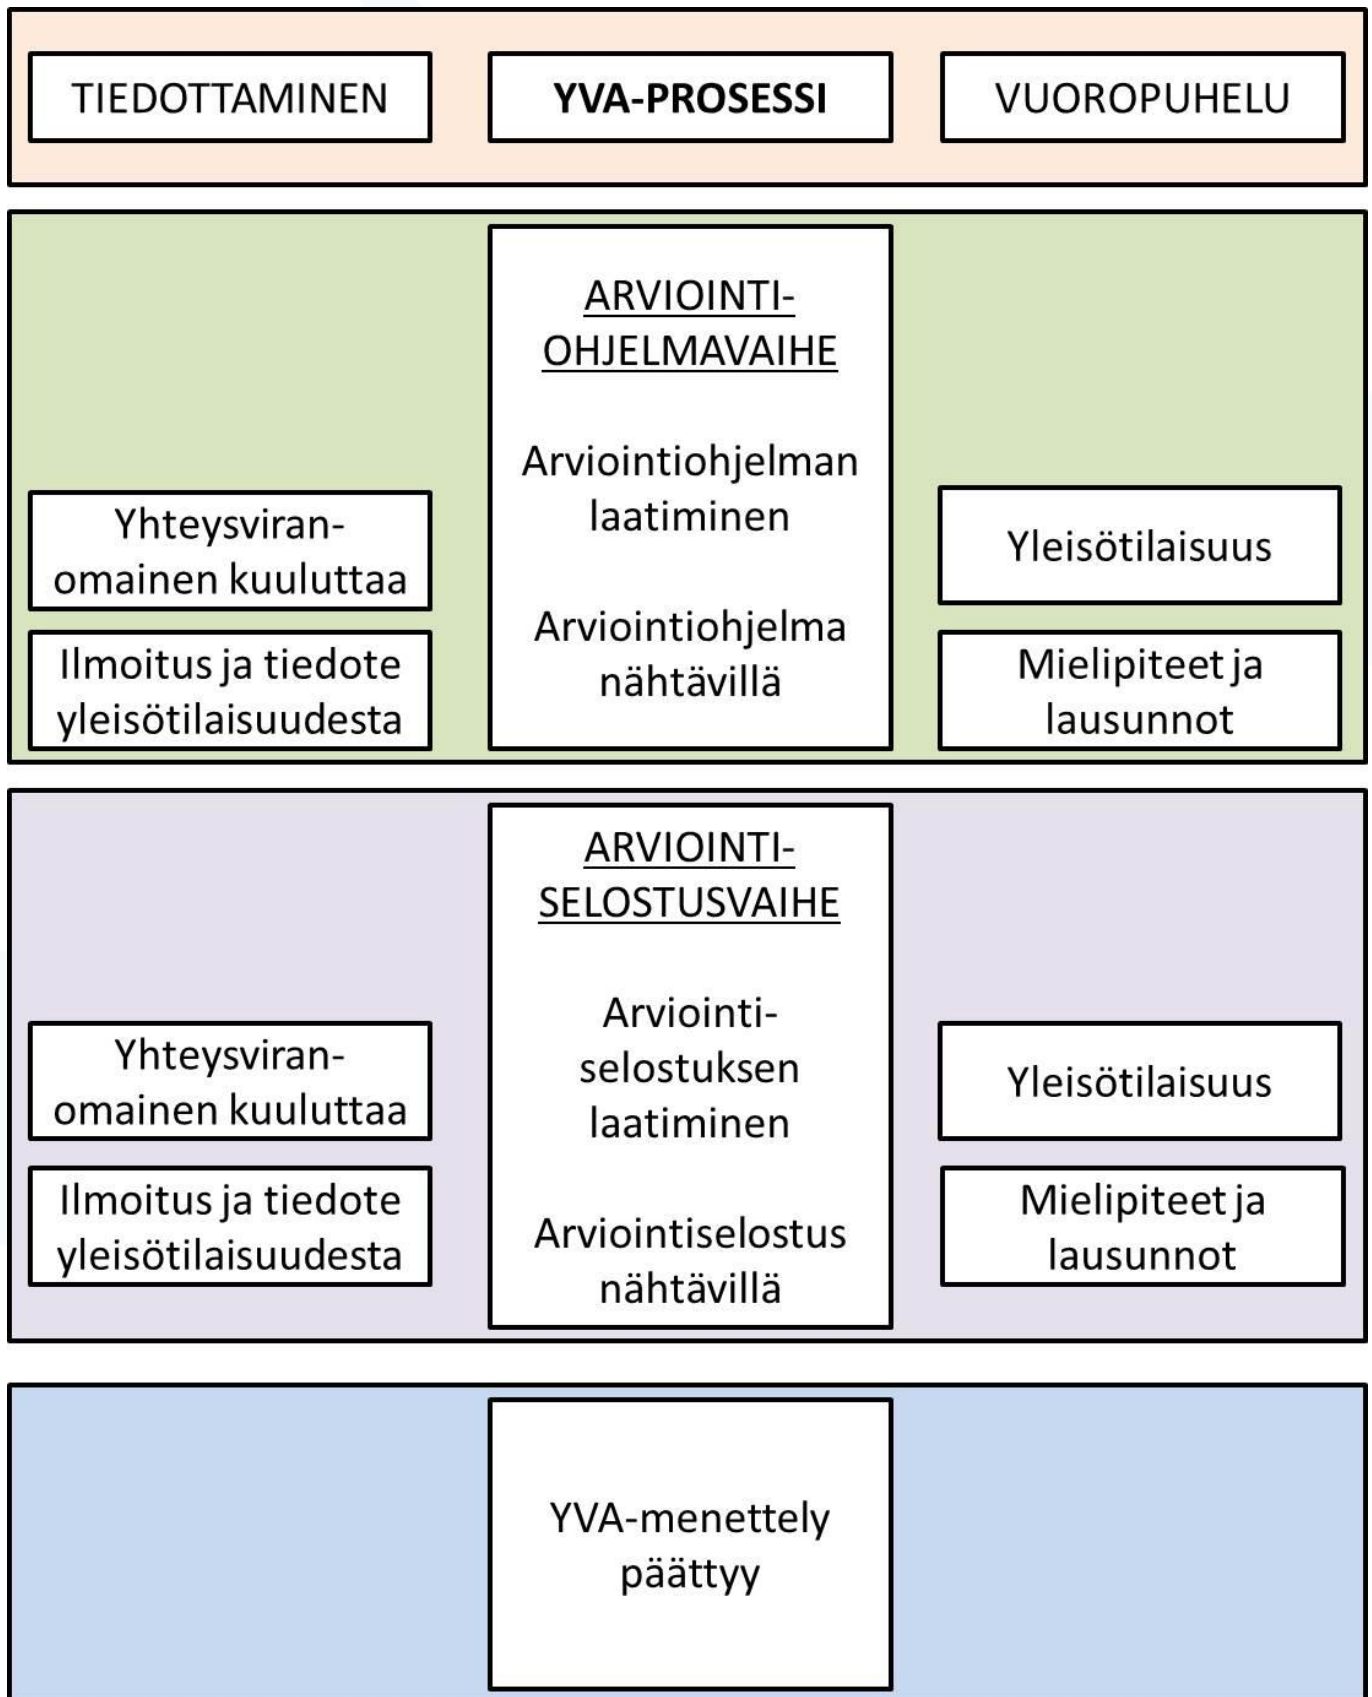 TIEDOTTAMINEN
YVA-PROSESSI
VUOROPUHELU
ARVIOINTI-
OHJELMAVAIHE
Arviointiohjelman
laatiminen
Arviointiohjelma
nähtävillä
Yhteysviran-
omainen kuuluttaa
Ilmoitus ja tiedote
yleisötilaisuudesta
Yleisötilaisuus
Mielipiteet ja
lausunnot
ARVIOINTI-
SELOSTUSVAIHE
Arviointi-
selostuksen
laatiminen
Arviointiselostus
nähtävillä
Yhteysviran-
omainen kuuluttaa
Ilmoitus ja tiedote
yleisötilaisuudesta
Yleisötilaisuus
Mielipiteet ja
lausunnot
YVA-menettely
päättyy